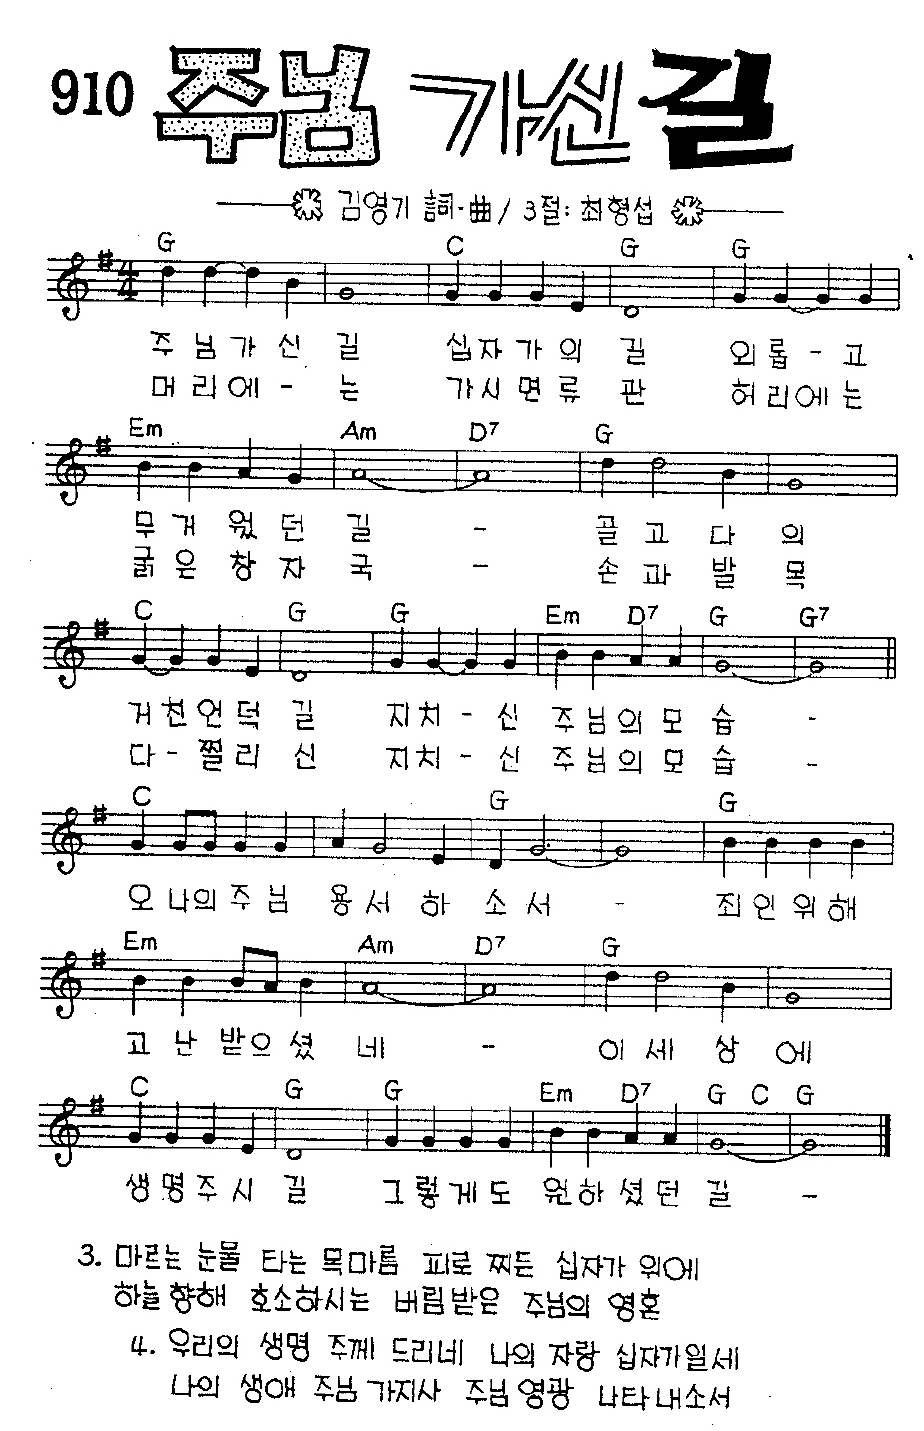 910 주님 가신 길
김영기 詞·曲 / 3절: 최형섭
G C G G
4
4
주 님 가 신 길 십 자 가 의 길 외 롭 - 고
머 리 에 - 는 가 시 면 류 관 허 리 에 는
Em Am D7 G
무 거 웠 던 길 - 골 고 다 의
굵 은 창 자 국 - 손 과 발 목
C G G Em D7 G G7
거 친 언 덕 길 지 치 - 신 주 님 의 모 습 -
다 - 찔 리 신 지 치 - 신 주 님 의 모 습 -
C G G
오 나 의 주 님 용 서 하 소 서 - 죄 인 위 해
Em Am D7 G
고 난 받 으 셨 네 - 이 세 상 에
C G G Em D7 G C G
생 명 주 시 길 그 렇 게 도 원 하 셨 던 길 -
3. 마르는 눈물 타는 목마름 피로 찌든 십자가 위에
하늘 향해 호소하시는 버림받은 주님의 영혼
4. 우리의 생명 주께 드리네 나의 자랑 십자가일세
나의 생애 주님 가지사 주님 영광 나타내소서